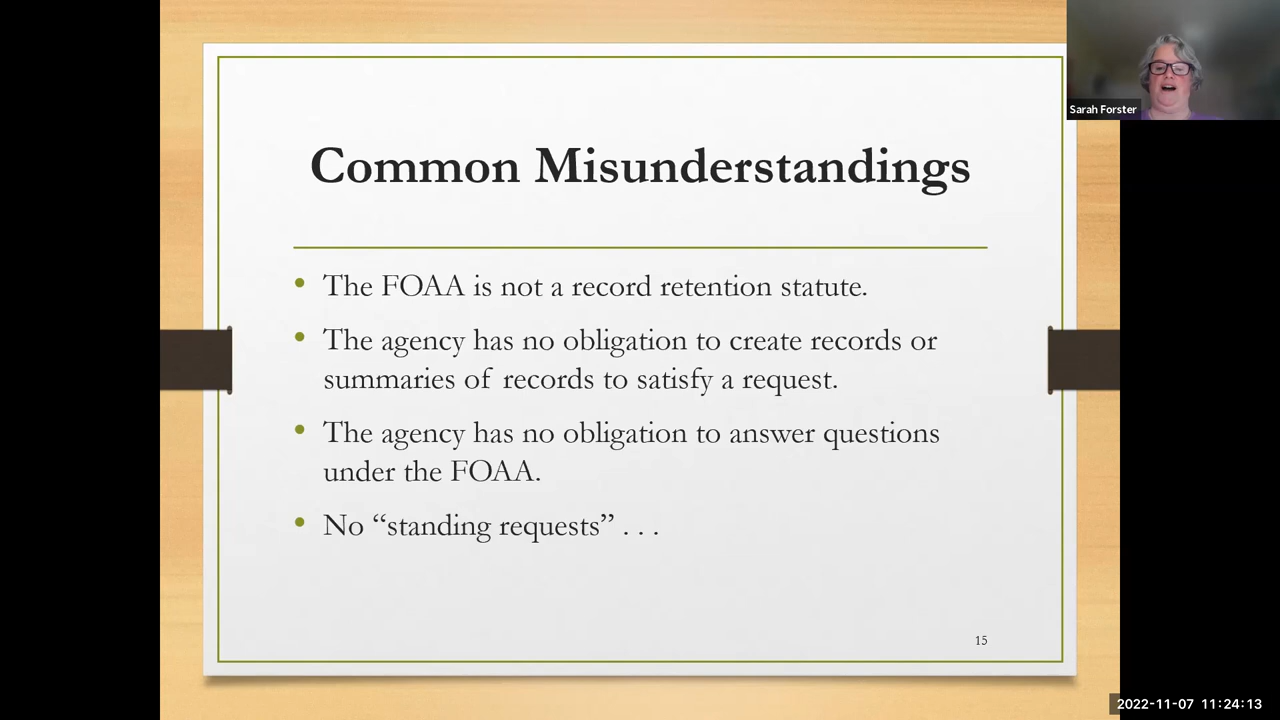 Sarah Forster
Common Misunderstandings
• The FOAA is not a record retention statute.
• The agency has no obligation to create records or
summaries of records to satisfy a request.
• The agency has no obligation to answer questions
under the FOAA.
• No “standing requests” . . .
15
2022-11-07 11:24:13